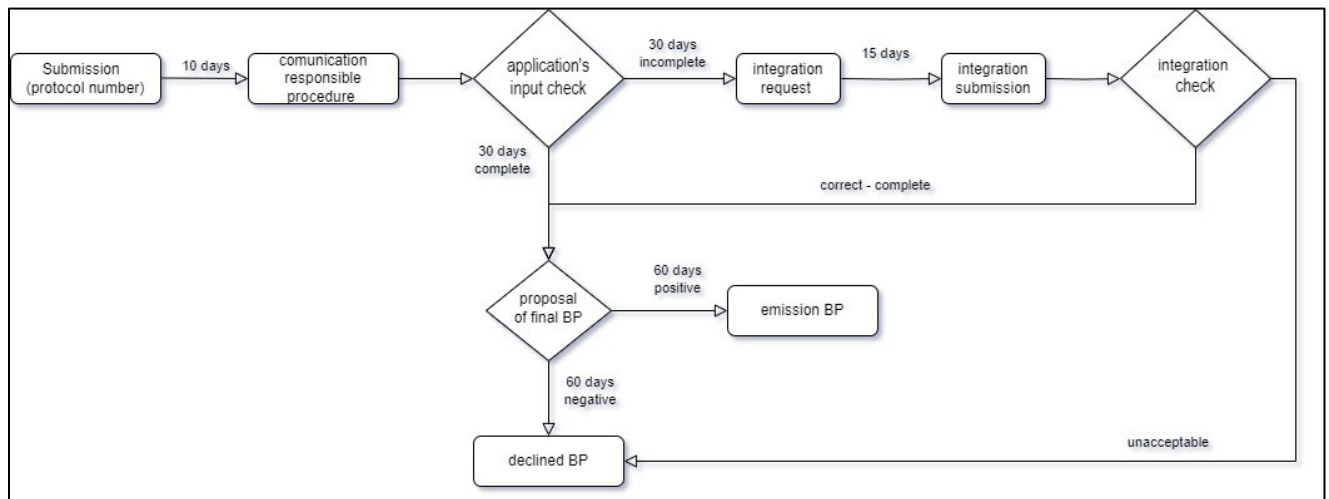 Submission
(protocol number)
10 days
comunication
responsible
procedure
application's
input check
30 days
incomplete
integration
request
15 days
integration
submission
integration
check
30 days
complete
correct - complete
proposal
of final BP
60 days
positive
emission BP
60 days
negative
declined BP
unacceptable